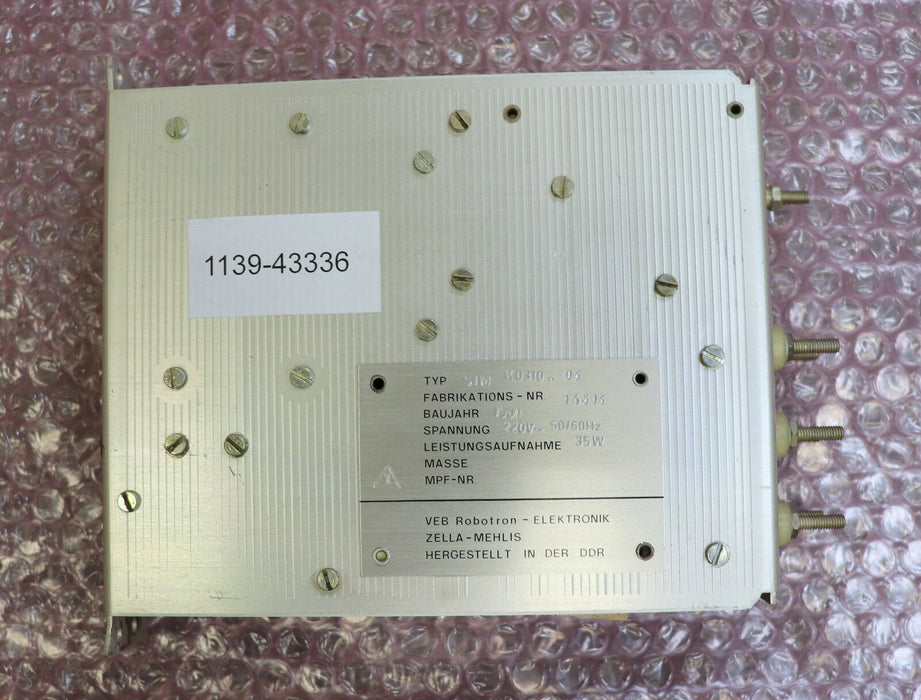 1139-43336
TYP STM K0310. 05
FABRIKATIONS-NR
BAUJAHR
SPANNUNG 220V~ 50/60Hz
LEISTUNGSAUFNAHME 35W
MASSE
MPF-NR
VEB Robotron-ELEKTRONIK
ZELLA-MEHLIS
HERGESTELLT IN DER DDR